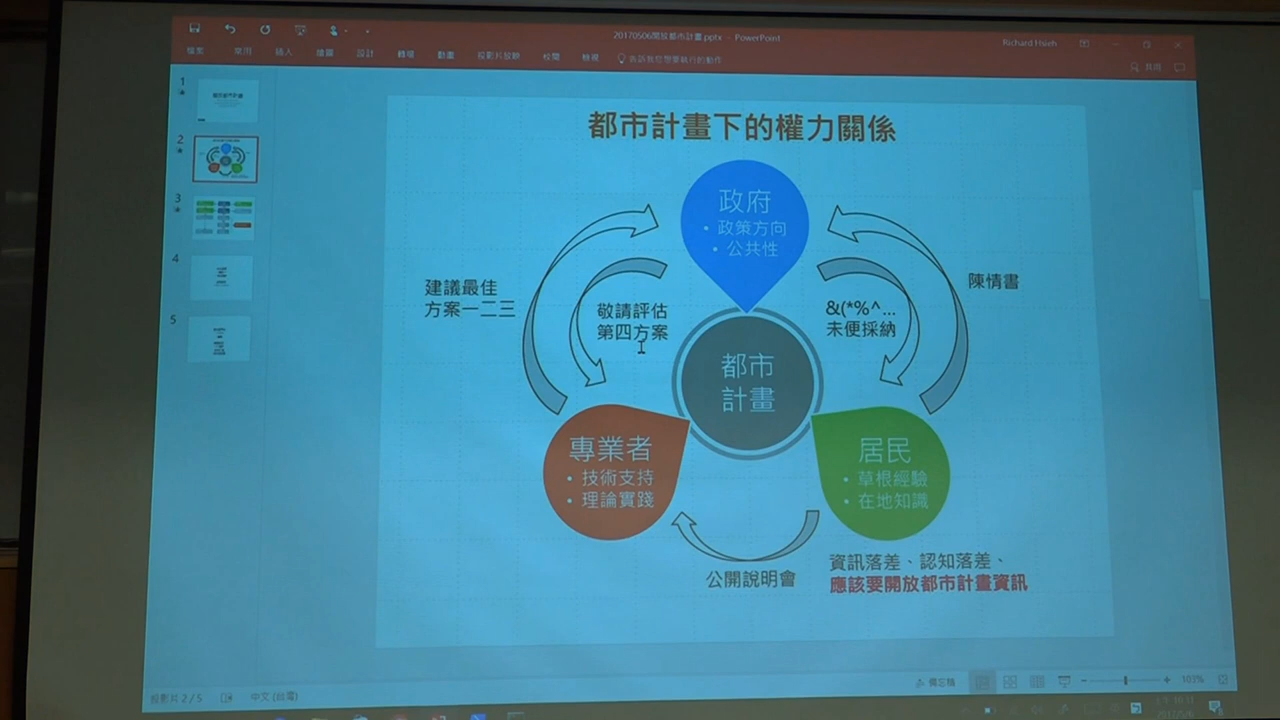 20170506開放都市計畫.pptx - PowerPoint
Richard Hsieh
檔案 常用 插入 繪圖 設計 轉場 動畫 投影片放映 校閱 檢視 告訴我您想要執行的動作 共用
1
2
3
4
5
都市計畫下的權力關係
政府
• 政策方向
• 公共性
建議最佳
方案一二三
敬請評估
第四方案
&(*%^...
未便採納
陳情書
都市
計畫
專業者
• 技術支持
• 理論實踐
居民
• 草根經驗
• 在地知識
公開說明會
資訊落差、認知落差、
應該要開放都市計畫資訊
投影片 2 / 5 中文 (台灣) 備忘稿 103%